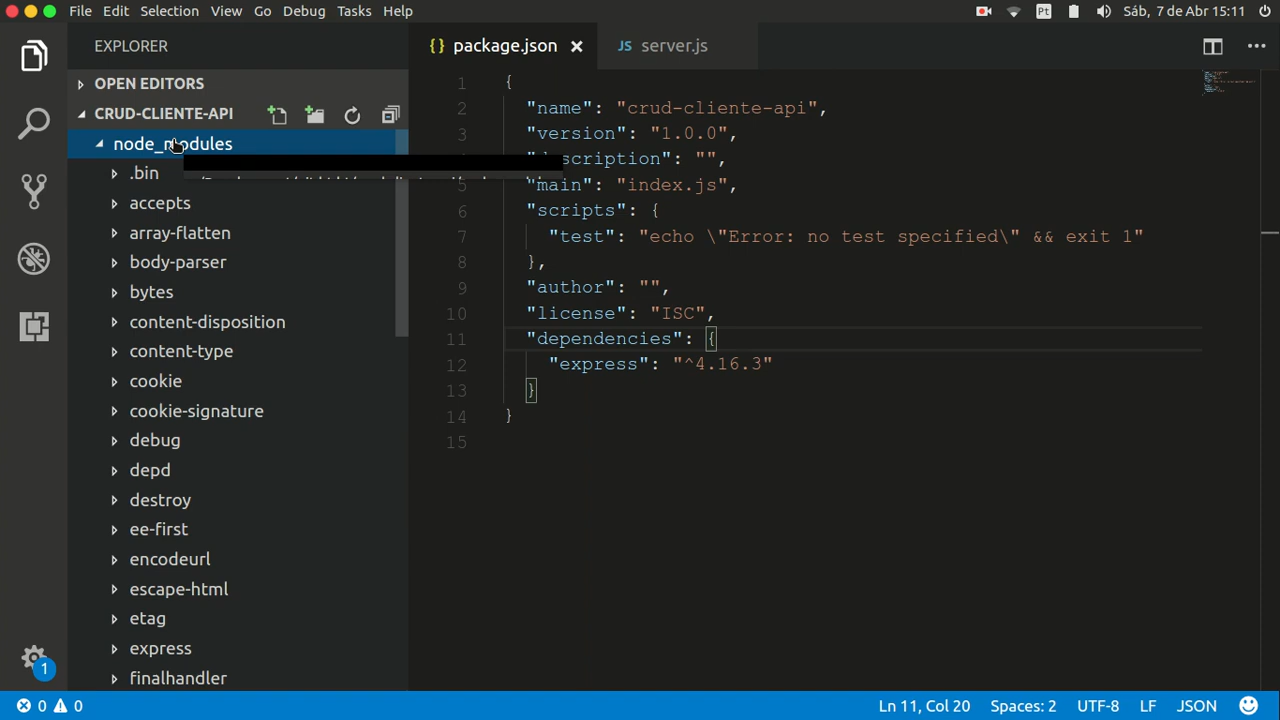 File Edit Selection View Go Debug Tasks Help
Pt Sáb, 7 de Abr 15:11
EXPLORER
OPEN EDITORS
CRUD-CLIENTE-API
node_modules
.bin
accepts
array-flatten
body-parser
bytes
content-disposition
content-type
cookie
cookie-signature
debug
depd
destroy
ee-first
encodeurl
escape-html
etag
express
finalhandler
1
{} package.json JS server.js
1 {
2 "name": "crud-cliente-api",
3 "version": "1.0.0",
"description": "",
5 "main": "index.js",
6 "scripts": {
7 "test": "echo \"Error: no test specified\" && exit 1"
8 },
9 "author": "",
10 "license": "ISC",
11 "dependencies": {
12 "express": "^4.16.3"
13 }
14 }
15
0 0 Ln 11, Col 20 Spaces: 2 UTF-8 LF JSON